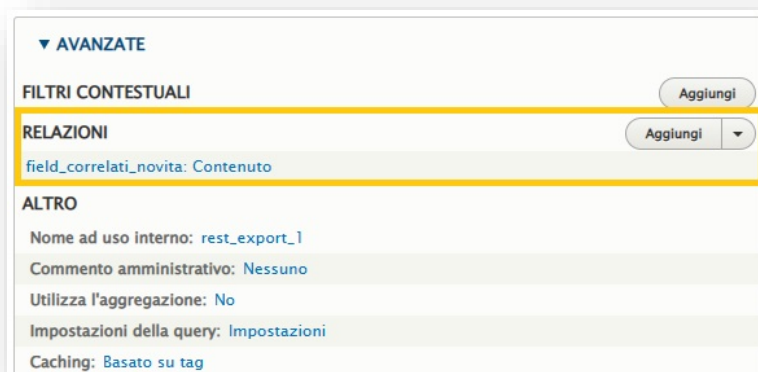 ▼ AVANZATE
FILTRI CONTESTUALI Aggiungi
RELAZIONI Aggiungi
field_correlati_novita: Contenuto
ALTRO
Nome ad uso interno: rest_export_1
Commento amministrativo: Nessuno
Utilizza l'aggregazione: No
Impostazioni della query: Impostazioni
Caching: Basato su tag